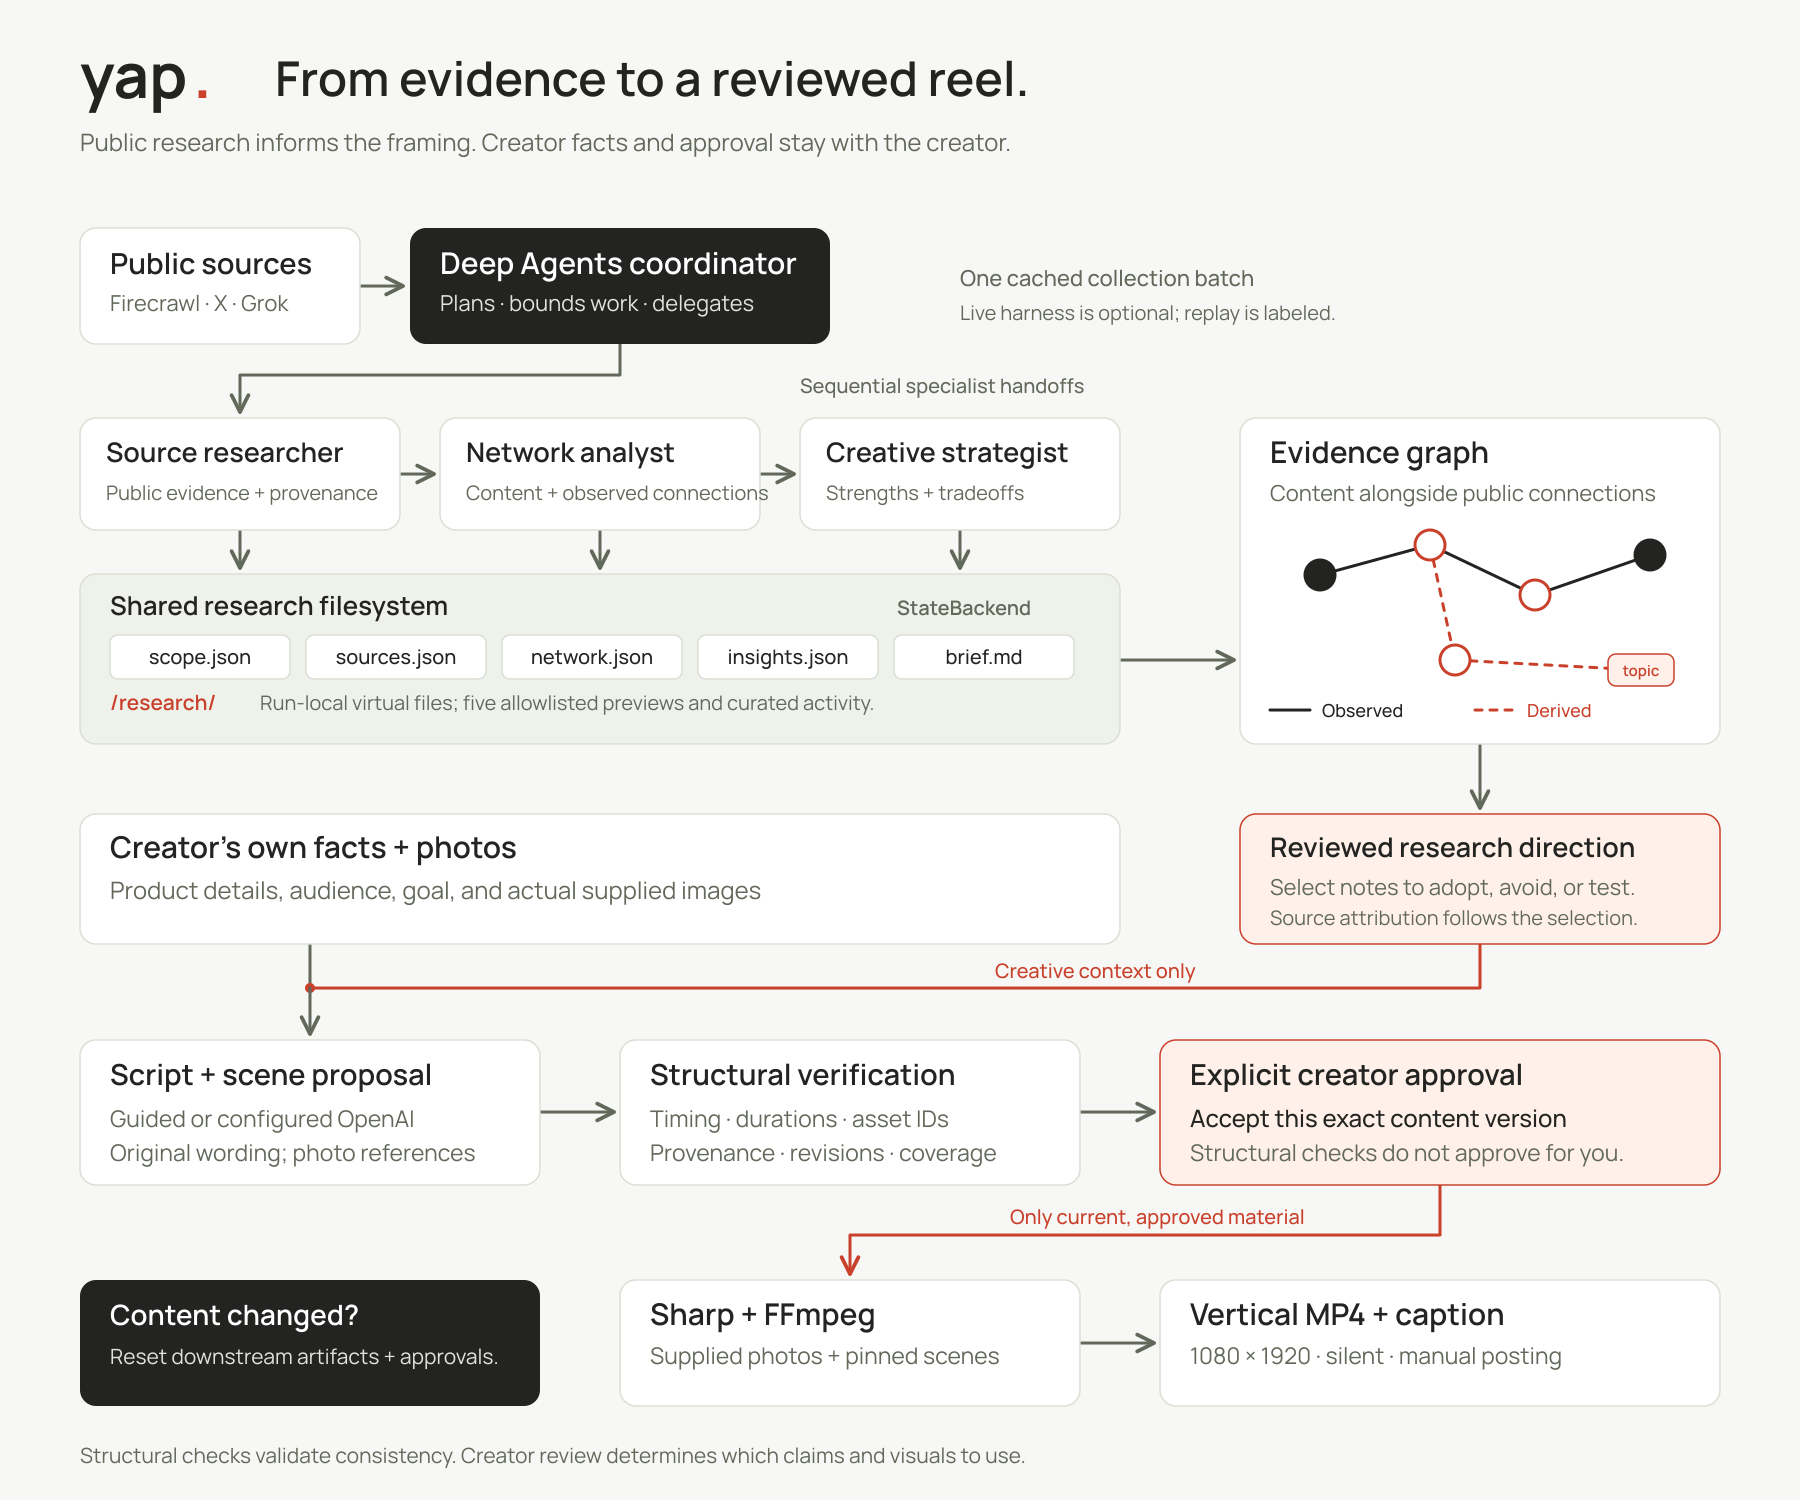 yap.
From evidence to a reviewed reel.
Public research informs the framing. Creator facts and approval stay with the creator.
Public sources
Firecrawl · X · Grok
Deep Agents coordinator
Plans · bounds work · delegates
One cached collection batch
Live harness is optional; replay is labeled.
Sequential specialist handoffs
Source researcher
Public evidence + provenance
Network analyst
Content + observed connections
Creative strategist
Strengths + tradeoffs
Evidence graph
Content alongside public connections
topic
Observed
Derived
Shared research filesystem
StateBackend
scope.json
sources.json
network.json
insights.json
brief.md
/research/
Run-local virtual files; five allowlisted previews and curated activity.
Creator’s own facts + photos
Product details, audience, goal, and actual supplied images
Reviewed research direction
Select notes to adopt, avoid, or test.
Source attribution follows the selection.
Creative context only
Script + scene proposal
Guided or configured OpenAI
Original wording; photo references
Structural verification
Timing · durations · asset IDs
Provenance · revisions · coverage
Explicit creator approval
Accept this exact content version
Structural checks do not approve for you.
Only current, approved material
Content changed?
Reset downstream artifacts + approvals.
Sharp + FFmpeg
Supplied photos + pinned scenes
Vertical MP4 + caption
1080 × 1920 · silent · manual posting
Structural checks validate consistency. Creator review determines which claims and visuals to use.